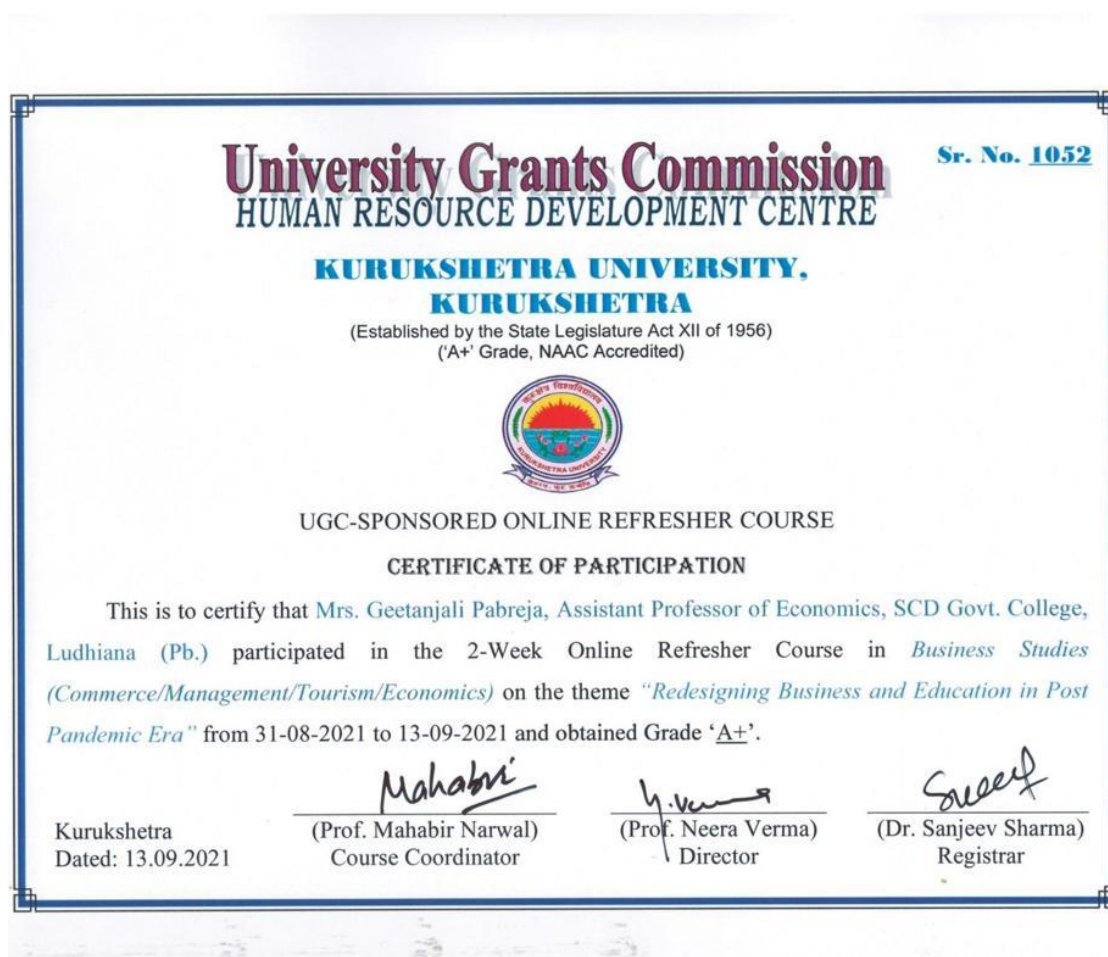 University Grants Commission
Sr. No. 1052
HUMAN RESOURCE DEVELOPMENT CENTRE
KURUKSHETRA UNIVERSITY,
KURUKSHETRA
(Established by the State Legislature Act XII of 1956)
('A+' Grade, NAAC Accredited)
कुरुक्षेत्र विश्वविद्यालय
KURUKSHETRA UNIVERSITY
UGC-SPONSORED ONLINE REFRESHER COURSE
CERTIFICATE OF PARTICIPATION
This is to certify that Mrs. Geetanjali Pabreja, Assistant Professor of Economics, SCD Govt. College,
Ludhiana (Pb.) participated in the 2-Week Online Refresher Course in Business Studies
(Commerce/Management/Tourism/Economics) on the theme “Redesigning Business and Education in Post
Pandemic Era” from 31-08-2021 to 13-09-2021 and obtained Grade ‘A+’.
Mahabir
Kurukshetra
Dated: 13.09.2021
(Prof. Mahabir Narwal)
Course Coordinator
(Prof. Neera Verma)
Director
(Dr. Sanjeev Sharma)
Registrar